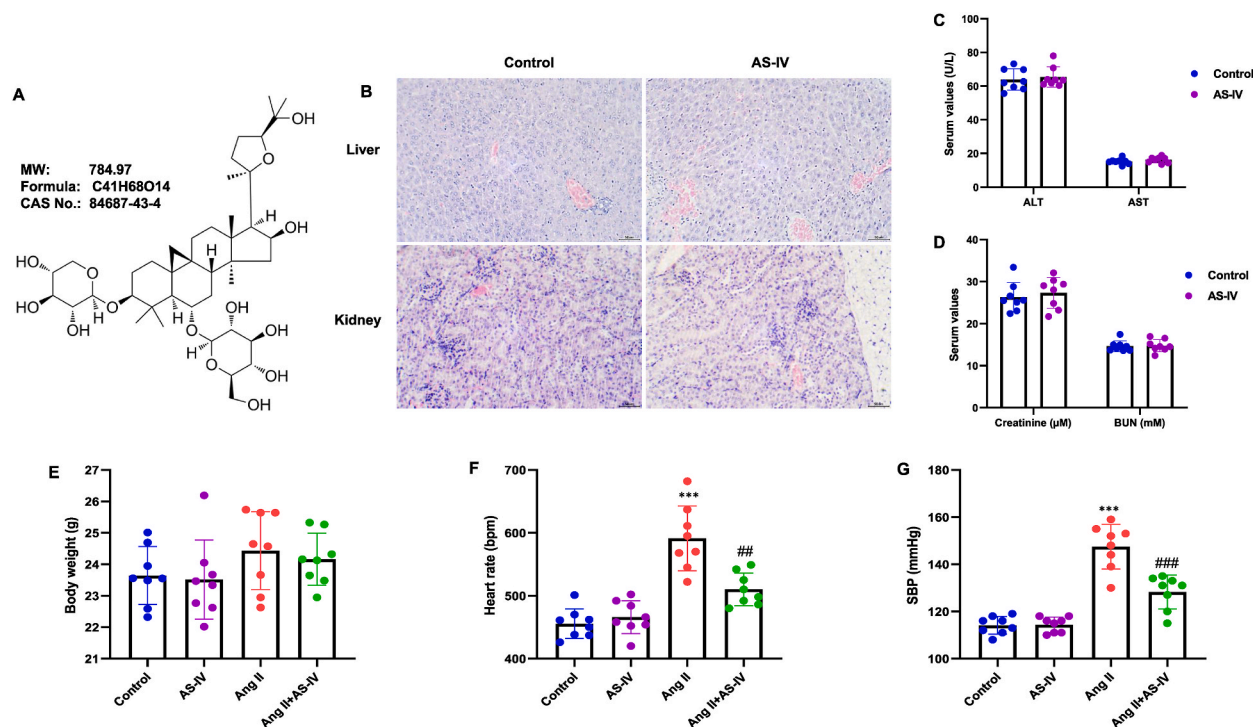 A
MW: 784.97
Formula: C41H68O14
CAS No.: 84687-43-4
OH
OH
HO
HO
OH
O
O
H
H
H
H
O
O
H
O
O
OH
OH
OH
OH
B
Control AS-IV
Liver
Kidney
C
Serum values (U/L)
100
80
60
40
20
0
ALT AST
Control
AS-IV
D
Serum values
40
30
20
10
0
Creatinine (µM) BUN (mM)
Control
AS-IV
E
Body weight (g)
27
26
25
24
23
22
21
Control AS-IV Ang II Ang II+AS-IV
F
Heart rate (bpm)
700
600
500
400
***
##
Control AS-IV Ang II Ang II+AS-IV
G
SBP (mmHg)
180
160
140
120
100
***
###
Control AS-IV Ang II Ang II+AS-IV